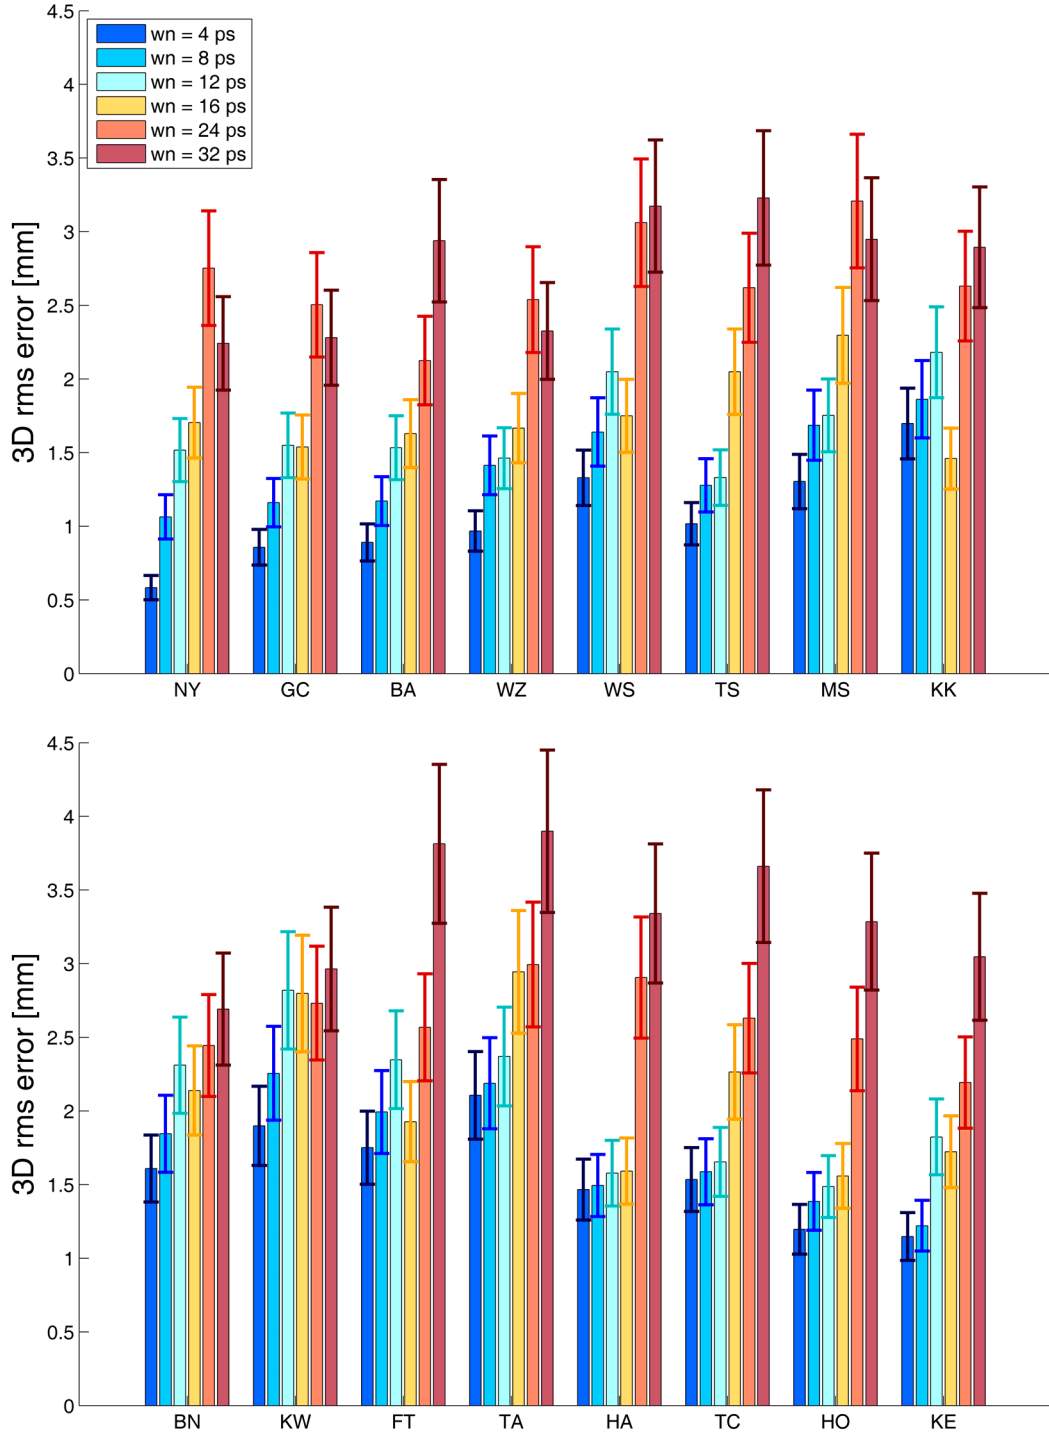 4.5
4
3.5
3
2.5
2
1.5
1
0.5
0
3D rms error [mm]
wn = 4 ps
wn = 8 ps
wn = 12 ps
wn = 16 ps
wn = 24 ps
wn = 32 ps
NY GC BA WZ WS TS MS KK
4.5
4
3.5
3
2.5
2
1.5
1
0.5
0
3D rms error [mm]
BN KW FT TA HA TC HO KE